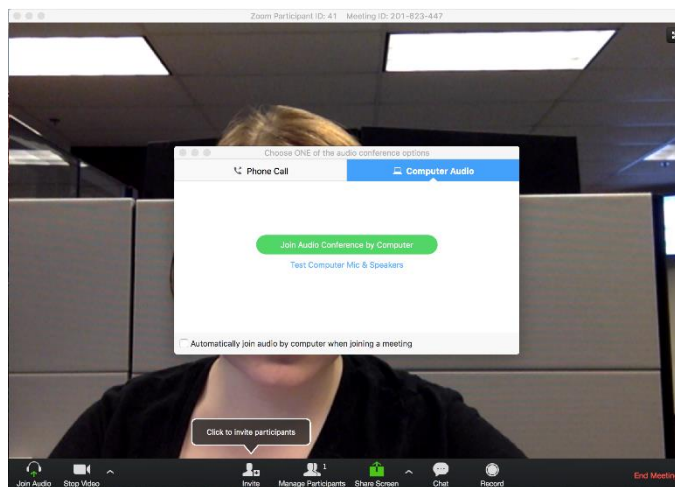 Zoom Participant ID: 41 Meeting ID: 201-623-447
Choose ONE of the audio conference options
Phone Call
Computer Audio
Join Audio Conference by Computer
Test Computer Mic & Speakers
Automatically join audio by computer when joining a meeting
Click to invite participants
1
Join Audio
Stop Video
Invite
Manage Participants
Share Screen
Chat
Record
End Meeting